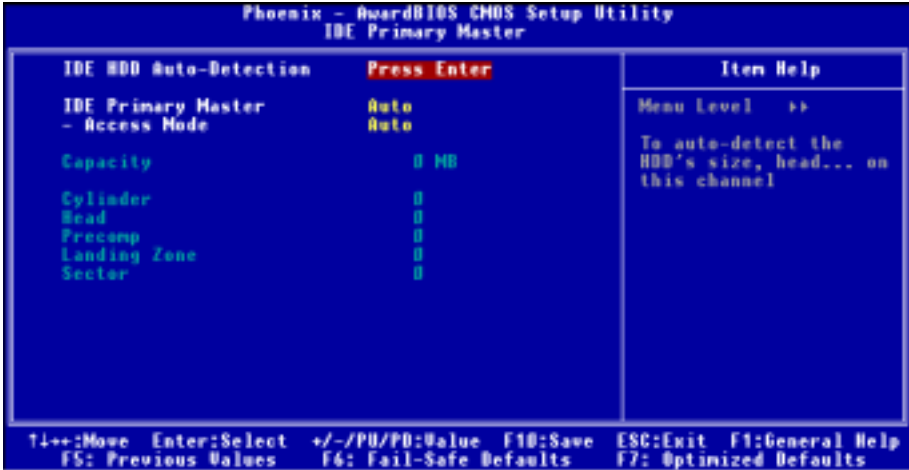 Phoenix - AwardBIOS CMOS Setup Utility
IDE Primary Master
IDE HDD Auto-Detection Press Enter
IDE Primary Master Auto
- Access Mode Auto
Capacity 0 MB
Cylinder 0
Head 0
Precomp 0
Landing Zone 0
Sector 0
Item Help
Menu Level ▸▸
To auto-detect the
HDD's size, head... on
this channel
↑↓→←:Move Enter:Select +/-/PU/PD:Value F10:Save ESC:Exit F1:General Help
F5: Previous Values F6: Fail-Safe Defaults F7: Optimized Defaults